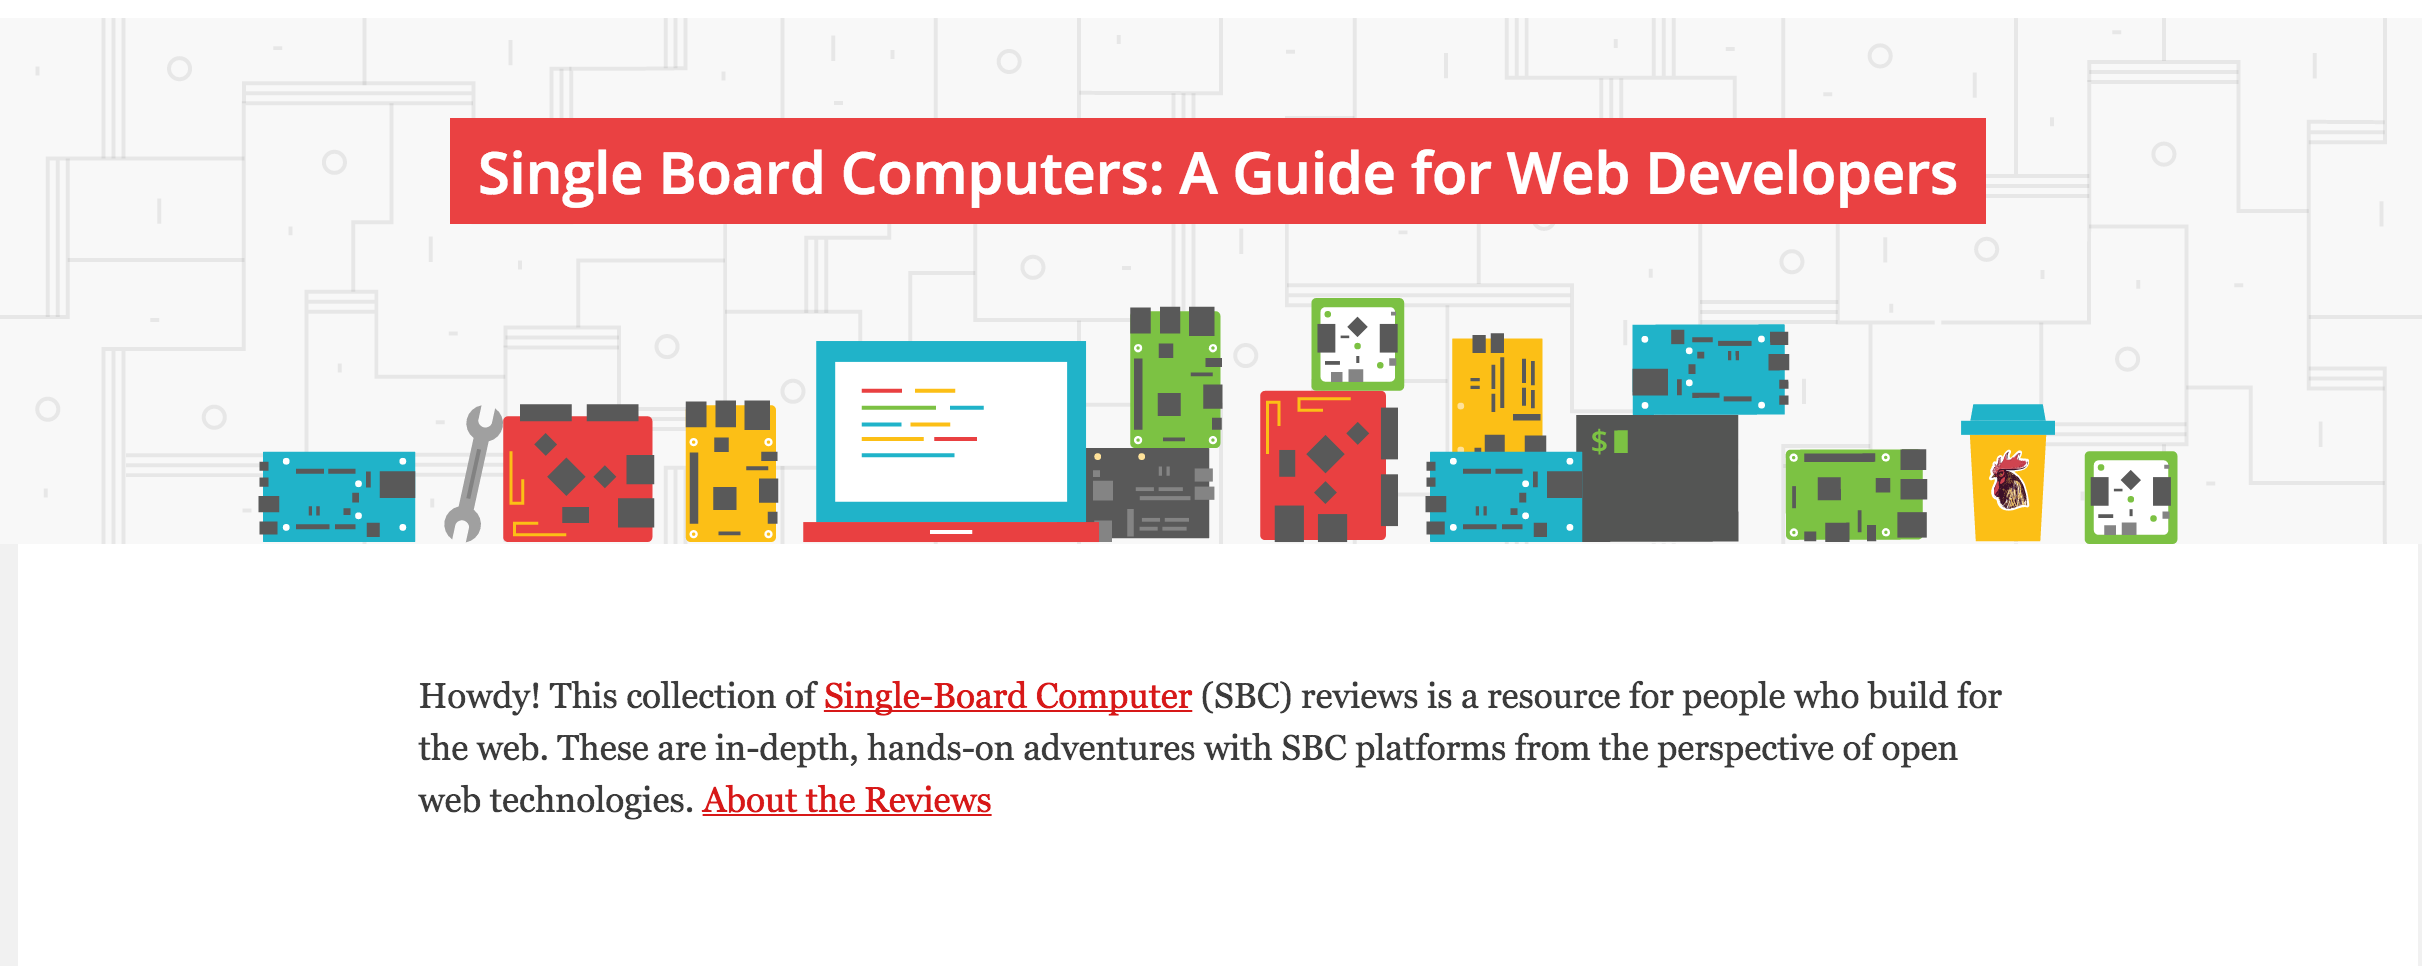 Single Board Computers: A Guide for Web Developers
$
Howdy! This collection of Single-Board Computer (SBC) reviews is a resource for people who build for
the web. These are in-depth, hands-on adventures with SBC platforms from the perspective of open
web technologies. About the Reviews